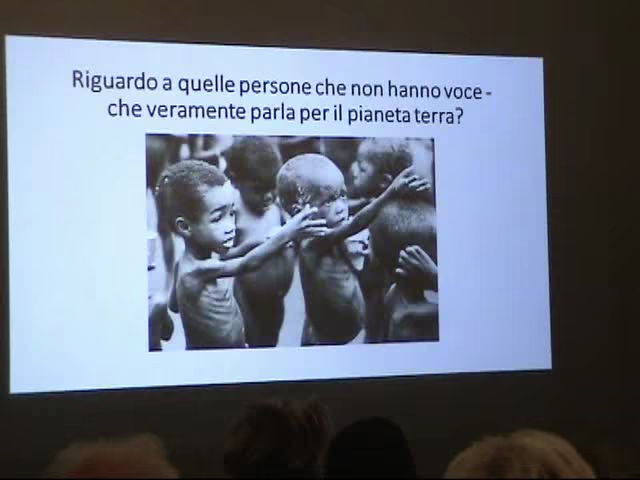 Riguardo a quelle persone che non hanno voce -
che veramente parla per il pianeta terra?